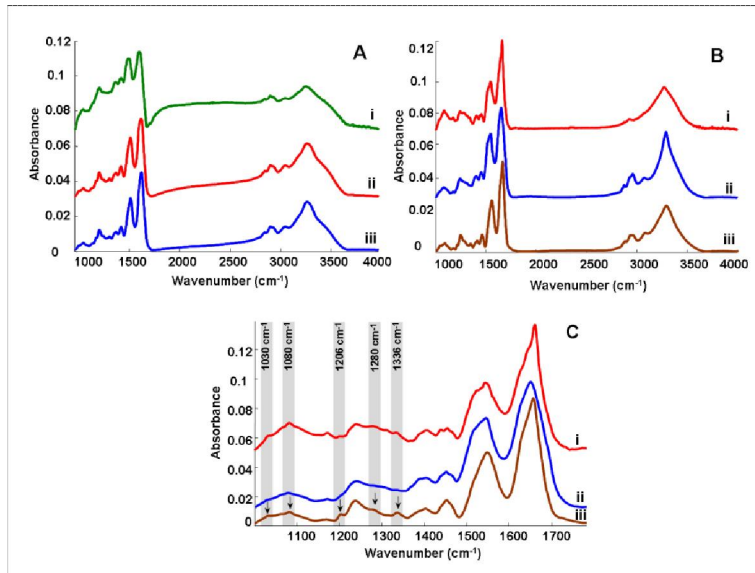 A
0.12
0.1
0.08
0.06
0.04
0.02
0
Absorbance
i
ii
iii
1000 1500 2000 2500 3000 3500 4000
Wavenumber (cm-1)
B
0.12
0.1
0.08
0.06
0.04
0.02
0
Absorbance
i
ii
iii
1000 1500 2000 2500 3000 3500 4000
Wavenumber (cm-1)
C
1030 cm-1
1080 cm-1
1206 cm-1
1280 cm-1
1336 cm-1
0.12
0.1
0.08
0.06
0.04
0.02
0
Absorbance
i
ii
iii
1100 1200 1300 1400 1500 1600 1700
Wavenumber (cm-1)